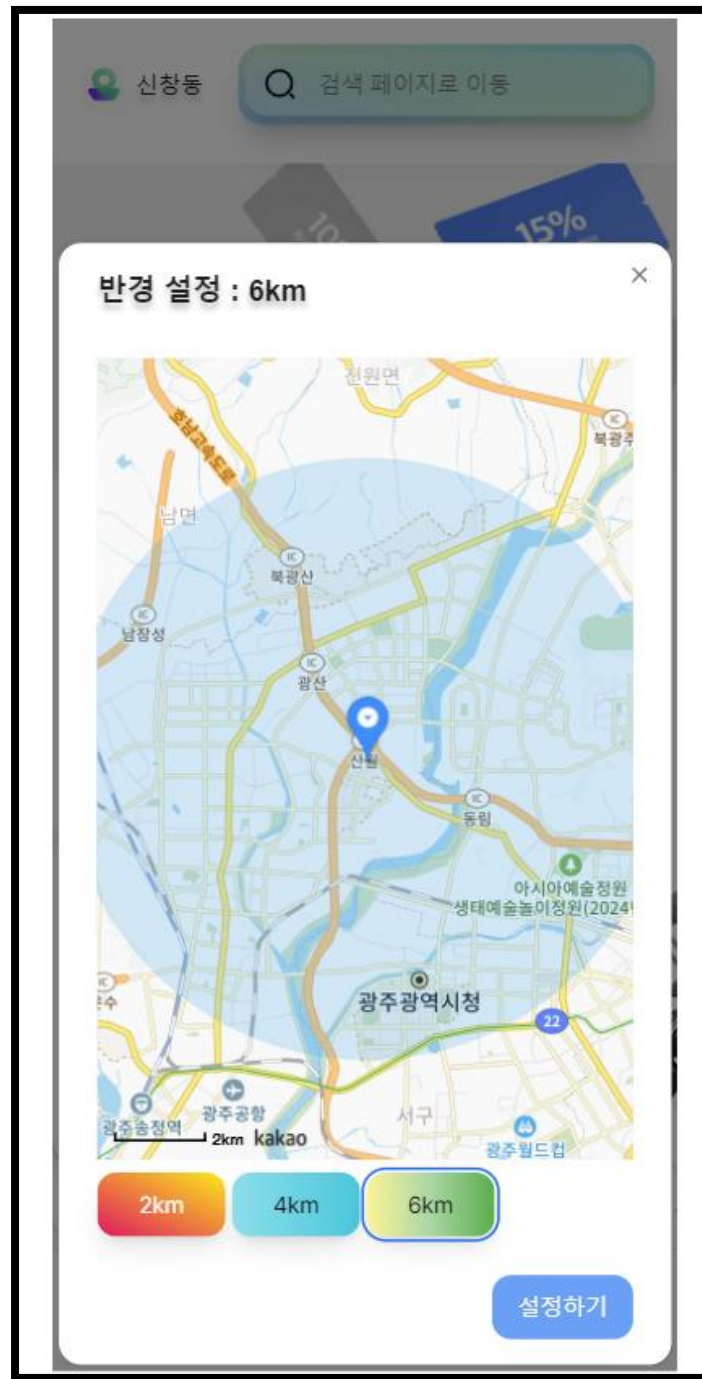 신창동
검색 페이지로 이동
15%
반경 설정 : 6km
×
진원면
호남고속도로
IC
남면
IC
북광산
IC
남장성
IC
광산
산월
IC
동림
아시아예술정원
생태예술놀이정원(2024
광주광역시청
22
서구
광주공항
광주송정역
광주월드컵
2km kakao
2km
4km
6km
설정하기